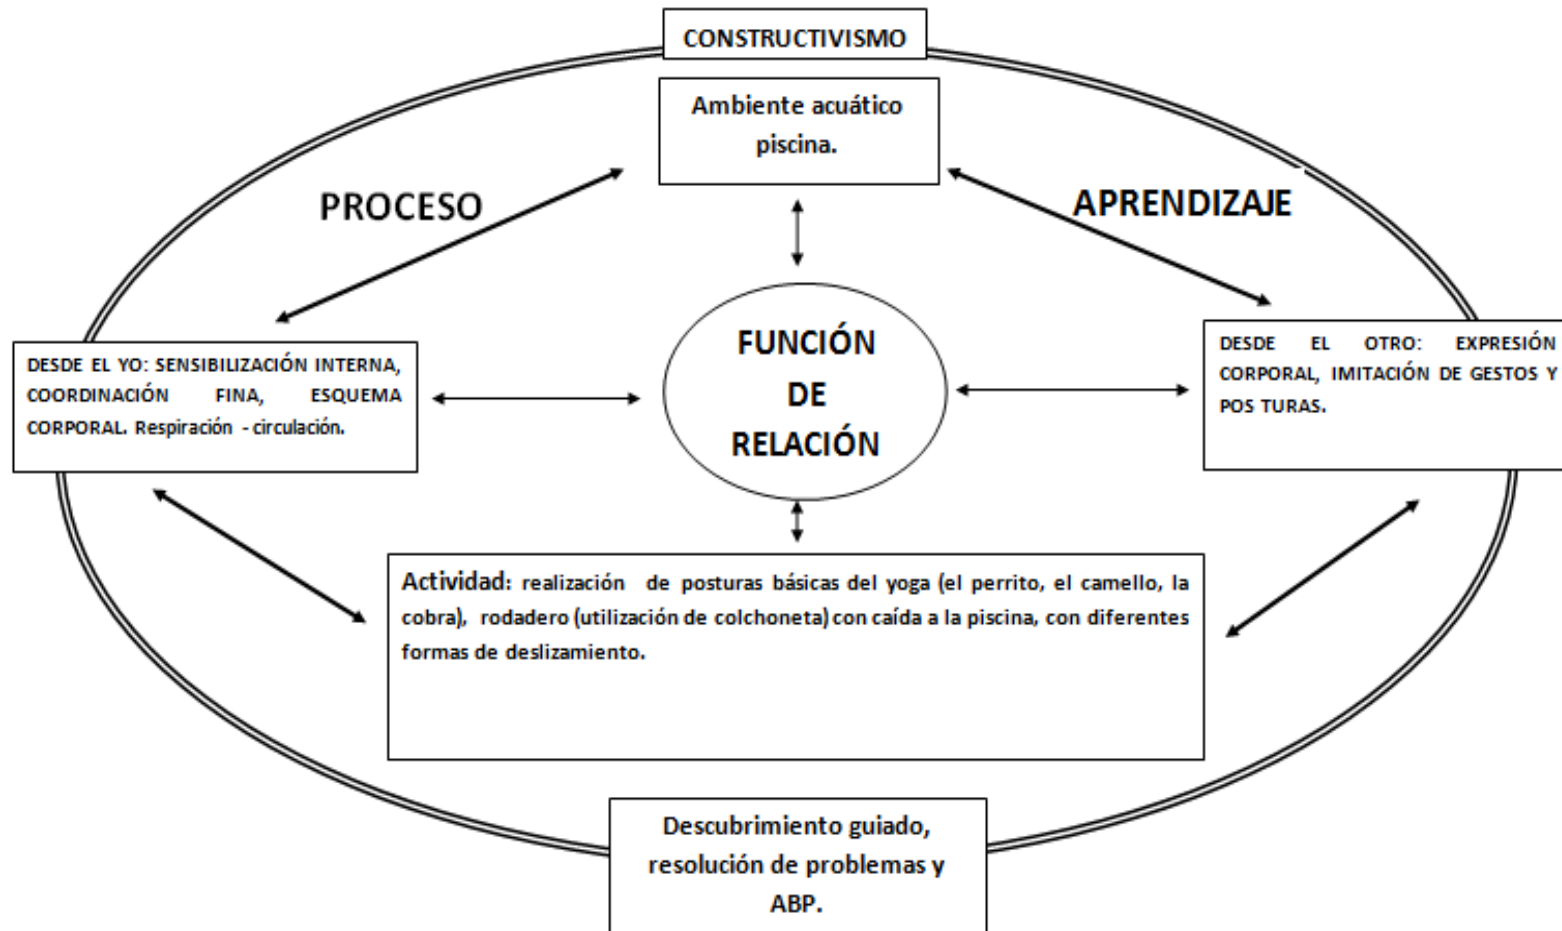 CONSTRUCTIVISMO
Ambiente acuático
piscina.
PROCESO
APRENDIZAJE
DESDE EL YO: SENSIBILIZACIÓN INTERNA,
COORDINACIÓN FINA, ESQUEMA
CORPORAL. Respiración - circulación.
FUNCIÓN
DE
RELACIÓN
DESDE EL OTRO: EXPRESIÓN
CORPORAL, IMITACIÓN DE GESTOS Y
POS TURAS.
Actividad: realización de posturas básicas del yoga (el perrito, el camello, la
cobra), rodadero (utilización de colchoneta) con caída a la piscina, con diferentes
formas de deslizamiento.
Descubrimiento guiado,
resolución de problemas y
ABP.